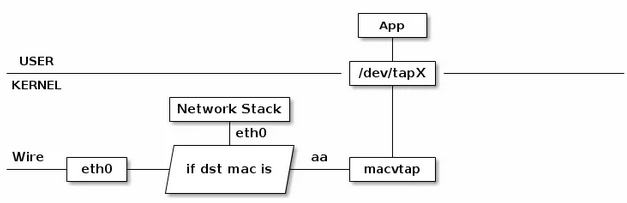 App
USER
/dev/tapX
KERNEL
Network Stack
eth0
Wire
aa
eth0
if dst mac is
macvtap